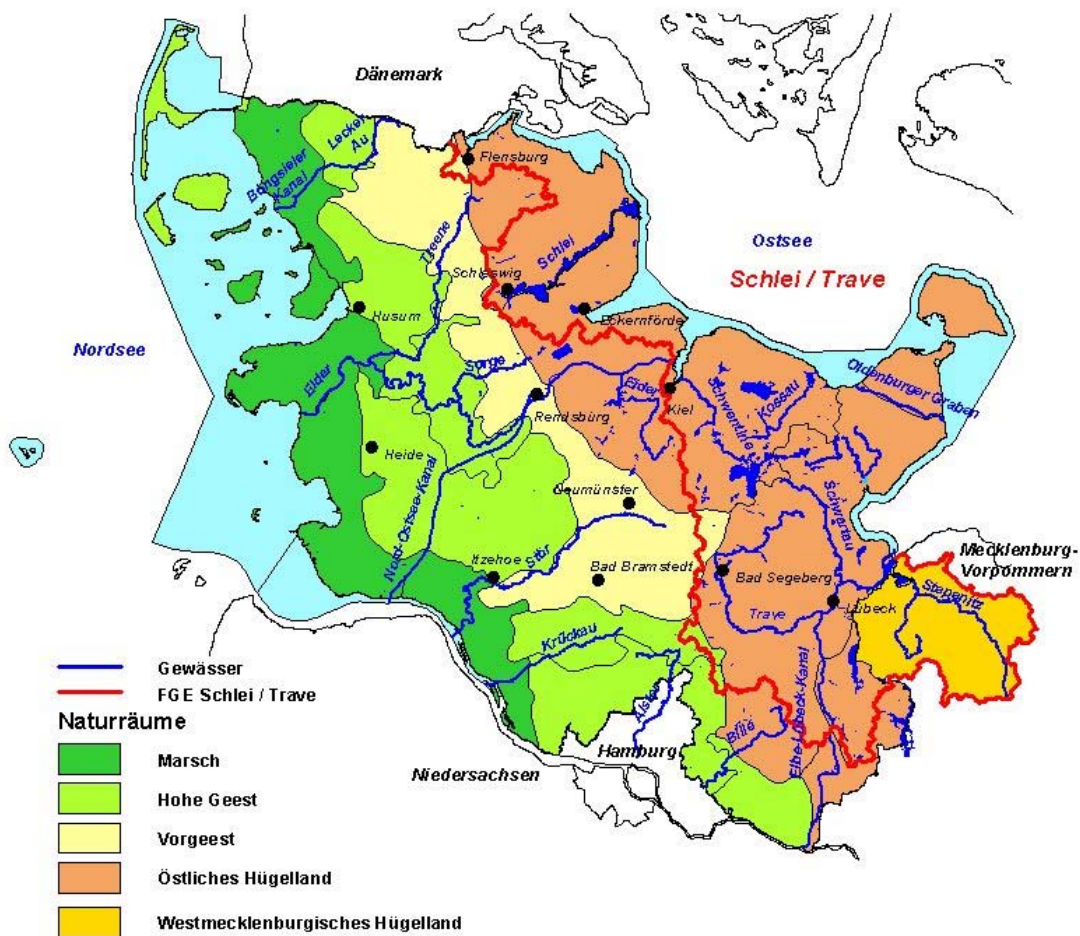 Dänemark
Lecker
Au
Bongsieler
Kanal
Flensburg
Treene
Schlei
Ostsee
Schleswig
Schlei / Trave
Husum
Eckernförde
Nordsee
Eider
Sorge
Eider
Kiel
Schwentine
Kossau
Oldenburger Graben
Rendsburg
Heide
Nord-Ostsee-Kanal
Neumünster
Schwartau
Itzehoe
Stör
Bad Bramstedt
Bad Segeberg
Mecklenburg-
Vorpommern
Stepenitz
Trave
Lübeck
Krückau
Alster
Bille
Elbe-Lübeck-Kanal
Hamburg
Niedersachsen
Gewässer
FGE Schlei / Trave
Naturräume
Marsch
Hohe Geest
Vorgeest
Östliches Hügelland
Westmecklenburgisches Hügelland